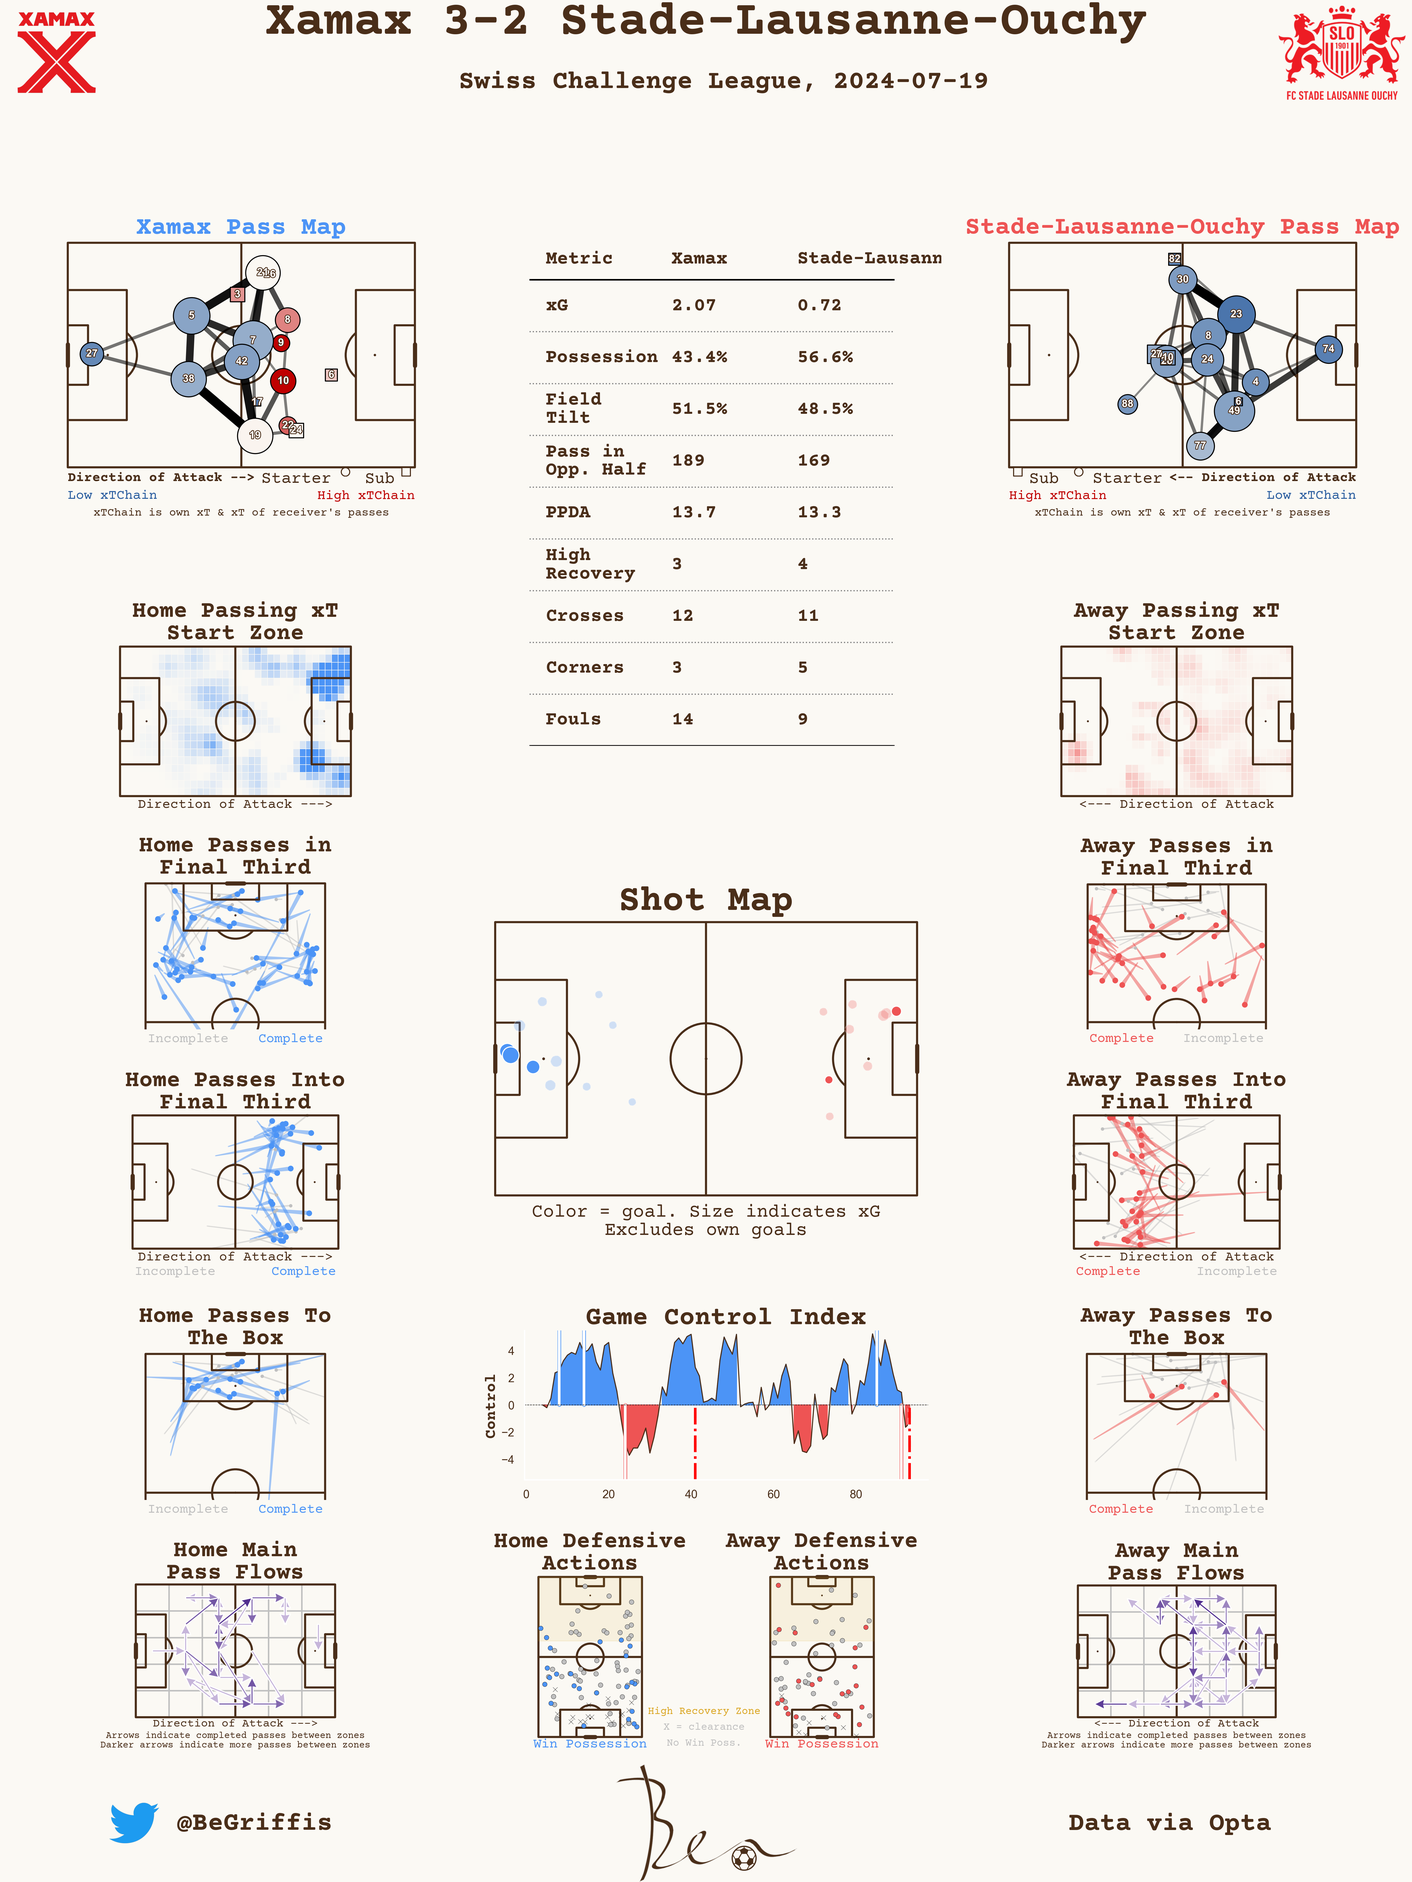 XAMAX
Xamax 3-2 Stade-Lausanne-Ouchy
Swiss Challenge League, 2024-07-19
SLO
1901
FC STADE LAUSANNE OUCHY
Xamax Pass Map
3
5
8
7
9
27
42
38
10
6
17
19
24
Direction of Attack --> Starter Sub
Low xTChain High xTChain
xTChain is own xT & xT of receiver's passes
Metric Xamax Stade-Lausann
xG 2.07 0.72
Possession 43.4% 56.6%
Field
Tilt 51.5% 48.5%
Pass in
Opp. Half 189 169
PPDA 13.7 13.3
High
Recovery 3 4
Crosses 12 11
Corners 3 5
Fouls 14 9
Stade-Lausanne-Ouchy Pass Map
82
30
23
8
27
10
24
74
4
6
88
49
77
Sub Starter <-- Direction of Attack
High xTChain Low xTChain
xTChain is own xT & xT of receiver's passes
Home Passing xT
Start Zone
Direction of Attack --->
Away Passing xT
Start Zone
<--- Direction of Attack
Home Passes in
Final Third
Incomplete Complete
Shot Map
Color = goal. Size indicates xG
Excludes own goals
Away Passes in
Final Third
Complete Incomplete
Home Passes Into
Final Third
Direction of Attack --->
Incomplete Complete
Away Passes Into
Final Third
<--- Direction of Attack
Complete Incomplete
Home Passes To
The Box
Incomplete Complete
Game Control Index
Control
4
2
0
−2
−4
0 20 40 60 80
Away Passes To
The Box
Complete Incomplete
Home Main
Pass Flows
Direction of Attack --->
Arrows indicate completed passes between zones
Darker arrows indicate more passes between zones
Home Defensive
Actions
Win Possession
Away Defensive
Actions
Win Possession
High Recovery Zone
X = clearance
No Win Poss.
Away Main
Pass Flows
<--- Direction of Attack
Arrows indicate completed passes between zones
Darker arrows indicate more passes between zones
@BeGriffis
Ben
Data via Opta